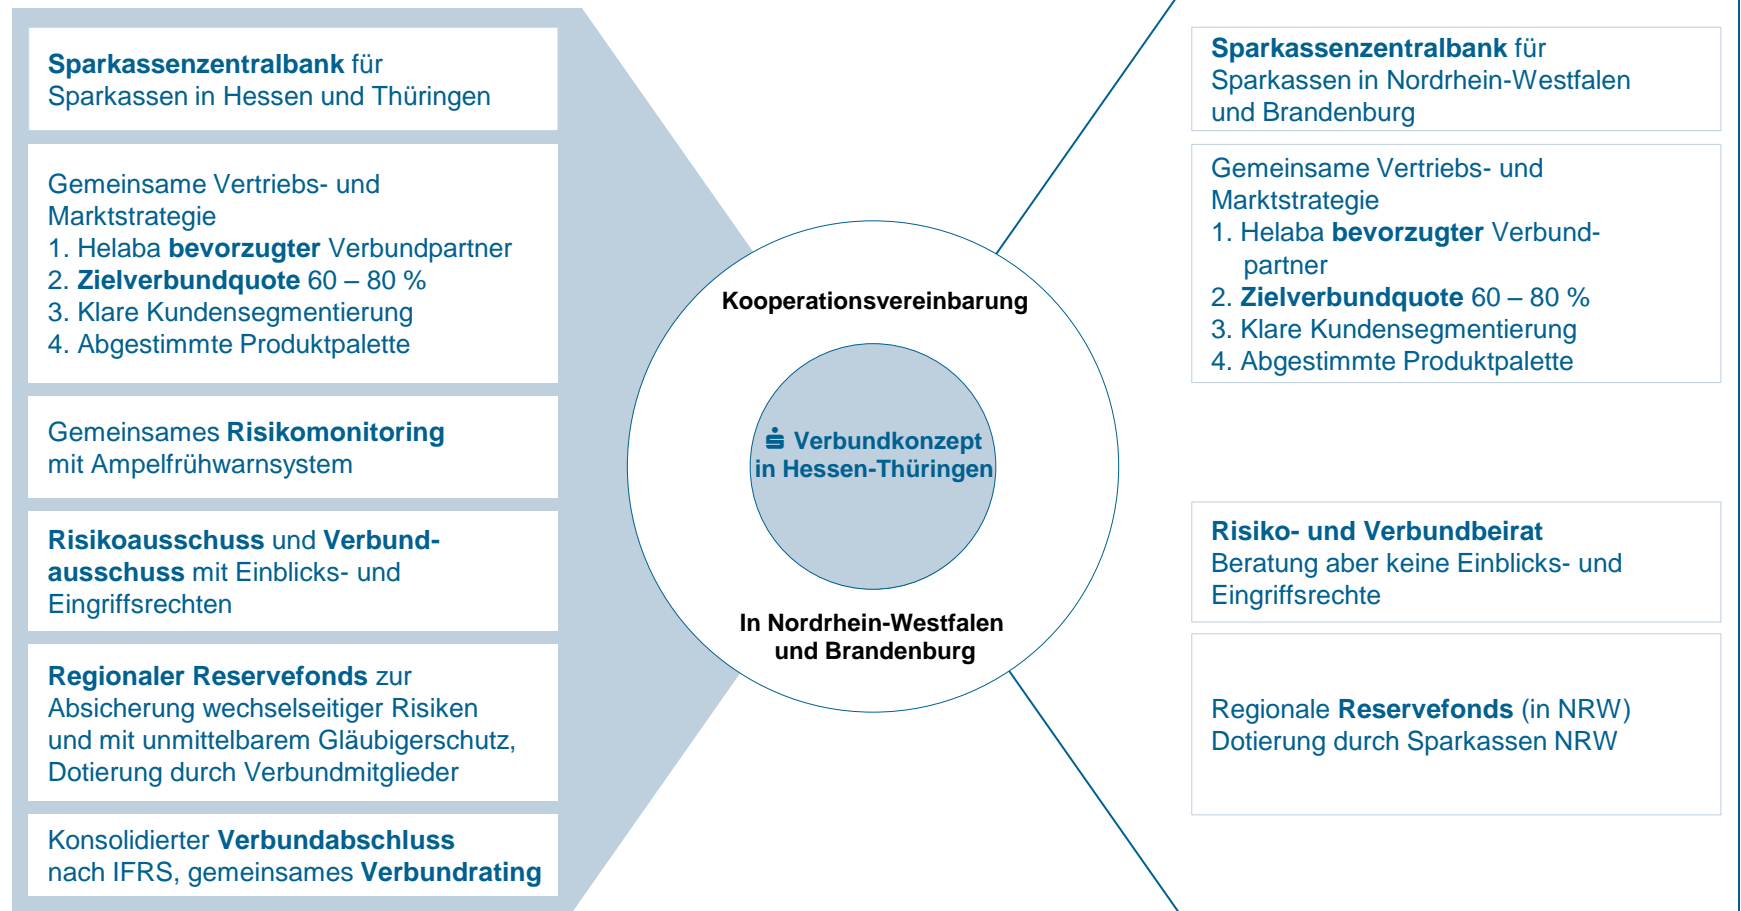 Sparkassenzentralbank für
Sparkassen in Hessen und Thüringen
Gemeinsame Vertriebs- und
Marktstrategie
1. Helaba bevorzugter Verbundpartner
2. Zielverbundquote 60 – 80 %
3. Klare Kundensegmentierung
4. Abgestimmte Produktpalette
Gemeinsames Risikomonitoring
mit Ampelfrühwarnsystem
Risikoausschuss und Verbund-
ausschuss mit Einblicks- und
Eingriffsrechten
Regionaler Reservefonds zur
Absicherung wechselseitiger Risiken
und mit unmittelbarem Gläubigerschutz,
Dotierung durch Verbundmitglieder
Konsolidierter Verbundabschluss
nach IFRS, gemeinsames Verbundrating
Kooperationsvereinbarung
Verbundkonzept
in Hessen-Thüringen
In Nordrhein-Westfalen
und Brandenburg
Sparkassenzentralbank für
Sparkassen in Nordrhein-Westfalen
und Brandenburg
Gemeinsame Vertriebs- und
Marktstrategie
1. Helaba bevorzugter Verbund-
partner
2. Zielverbundquote 60 – 80 %
3. Klare Kundensegmentierung
4. Abgestimmte Produktpalette
Risiko- und Verbundbeirat
Beratung aber keine Einblicks- und
Eingriffsrechte
Regionale Reservefonds (in NRW)
Dotierung durch Sparkassen NRW